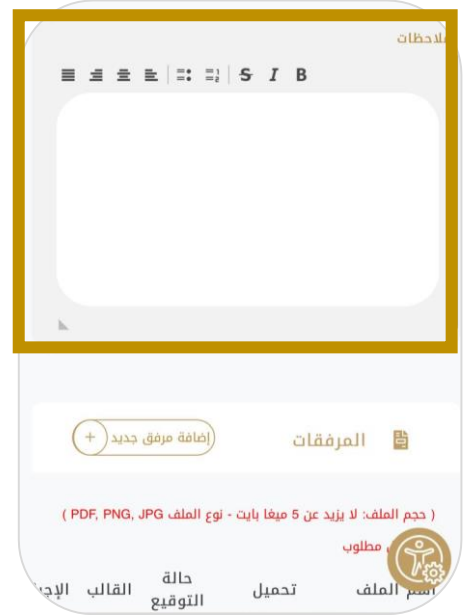 ملاحظات
B I S
المرفقات
إضافة مرفق جديد +
( حجم الملف: لا يزيد عن 5 ميغا بايت - نوع الملف PDF, PNG, JPG )
مطلوب
اسم الملف تحميل حالة التوقيع القالب